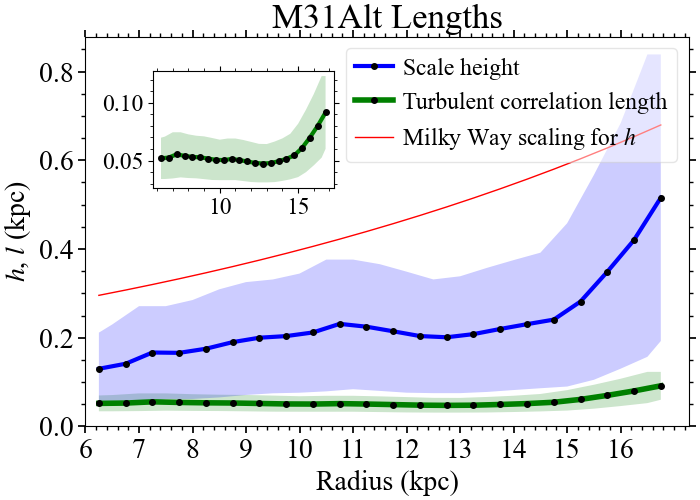 M31Alt Lengths
Scale height
Turbulent correlation length
Milky Way scaling for h
0.10
0.05
10 15
0.8
0.6
0.4
0.2
0.0
h, l (kpc)
6 7 8 9 10 11 12 13 14 15 16
Radius (kpc)